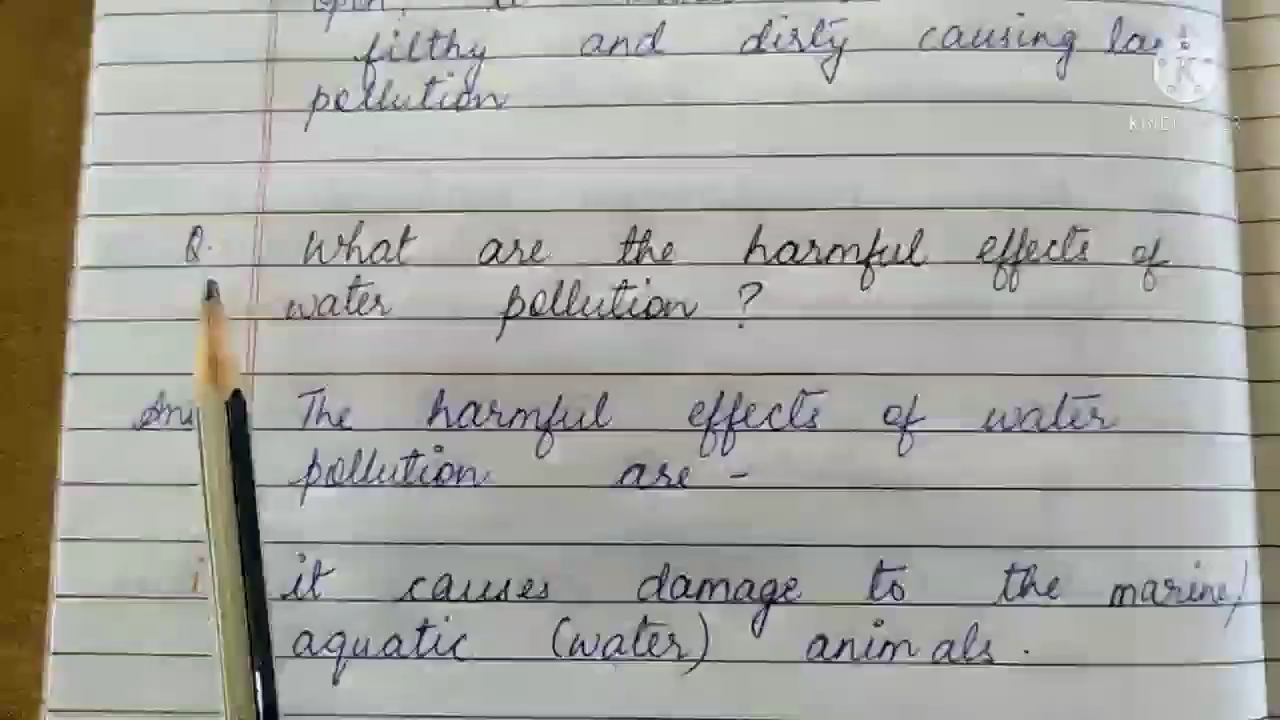 filthy and dirty causing
pollution
Q. What are the harmful effects of
water pollution ?
Ans The harmful effects of water
pollution are -
i it causes damage to the marine/
aquatic (water) animals.